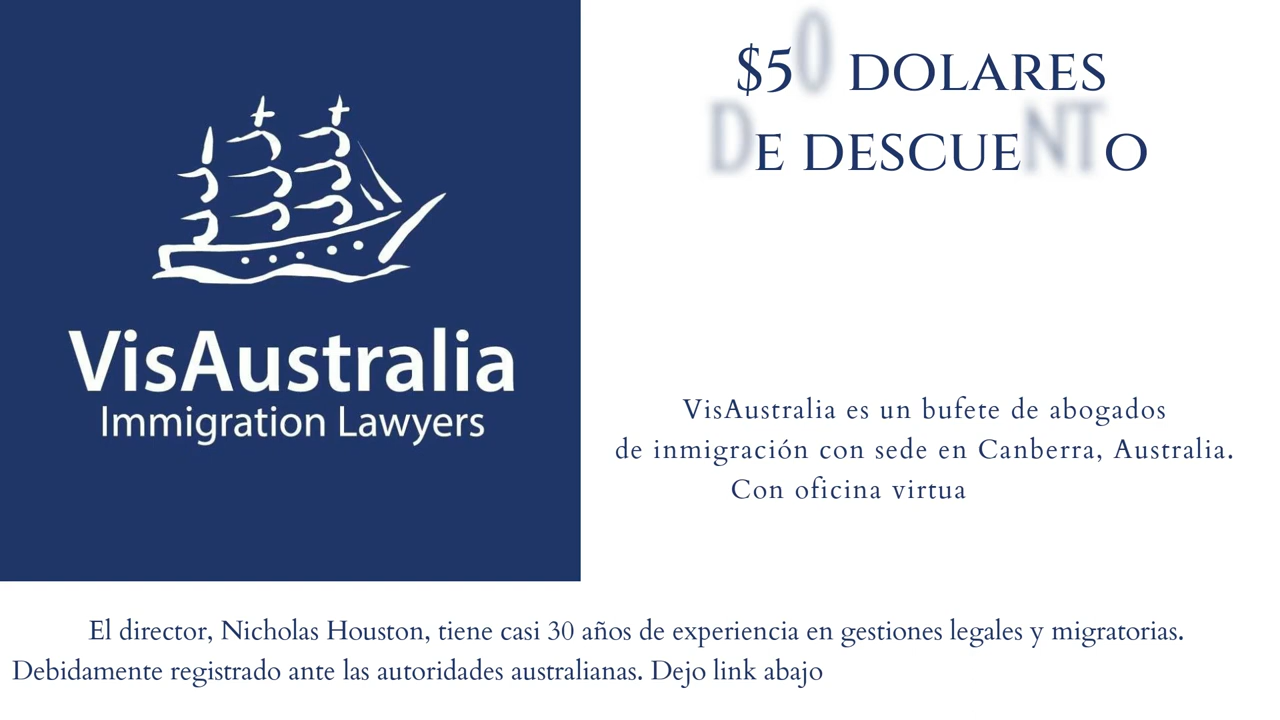 VisAustralia
Immigration Lawyers
$50 DOLARES
DE DESCUENTO
VisAustralia es un bufete de abogados
de inmigración con sede en Canberra, Australia.
Con oficina virtua
El director, Nicholas Houston, tiene casi 30 años de experiencia en gestiones legales y migratorias.
Debidamente registrado ante las autoridades australianas. Dejo link abajo